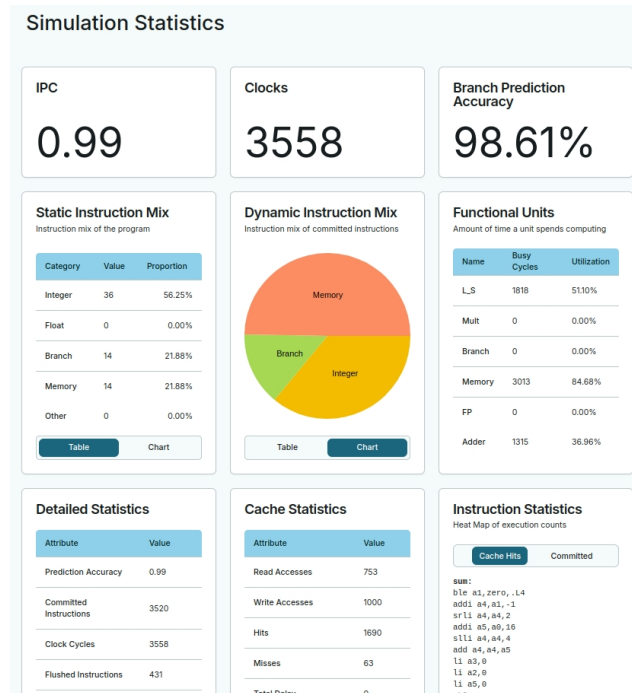 Simulation Statistics
IPC
0.99
Clocks
3558
Branch Prediction
Accuracy
98.61%
Static Instruction Mix
Instruction mix of the program
Category Value Proportion
Integer 36 56.25%
Float 0 0.00%
Branch 14 21.88%
Memory 14 21.88%
Other 0 0.00%
Table Chart
Dynamic Instruction Mix
Instruction mix of committed instructions
Memory
Branch
Integer
Table Chart
Functional Units
Amount of time a unit spends computing
Name Busy Cycles Utilization
L_S 1818 51.10%
Mult 0 0.00%
Branch 0 0.00%
Memory 3013 84.68%
FP 0 0.00%
Adder 1315 36.96%
Detailed Statistics
Attribute Value
Prediction Accuracy 0.99
Committed Instructions 3520
Clock Cycles 3558
Flushed Instructions 431
Cache Statistics
Attribute Value
Read Accesses 753
Write Accesses 1000
Hits 1690
Misses 63
Total Delay 0
Instruction Statistics
Heat Map of execution counts
Cache Hits Committed
sum:
ble a1,zero,.L4
addi a4,a1,-1
srli a4,a4,2
addi a5,a0,16
slli a4,a4,4
add a4,a4,a5
li a3,0
li a2,0
li a5,0